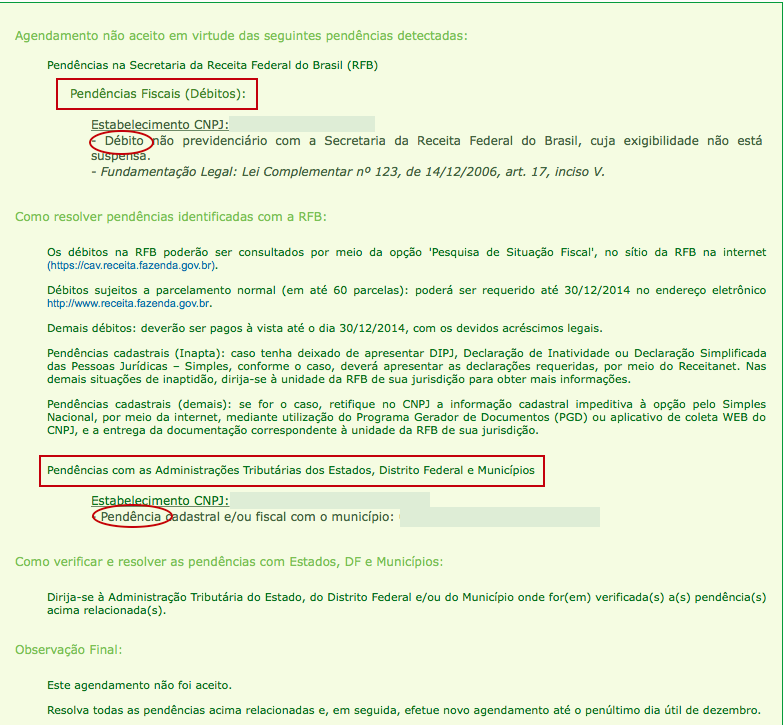 Agendamento não aceito em virtude das seguintes pendências detectadas:
Pendências na Secretaria da Receita Federal do Brasil (RFB)
Pendências Fiscais (Débitos):
Estabelecimento CNPJ:
- Débito não previdenciário com a Secretaria da Receita Federal do Brasil, cuja exigibilidade não está
suspensa.
- Fundamentação Legal: Lei Complementar nº 123, de 14/12/2006, art. 17, inciso V.
Como resolver pendências identificadas com a RFB:
Os débitos na RFB poderão ser consultados por meio da opção 'Pesquisa de Situação Fiscal', no sítio da RFB na internet
(https://cav.receita.fazenda.gov.br).
Débitos sujeitos a parcelamento normal (em até 60 parcelas): poderá ser requerido até 30/12/2014 no endereço eletrônico
http://www.receita.fazenda.gov.br.
Demais débitos: deverão ser pagos à vista até o dia 30/12/2014, com os devidos acréscimos legais.
Pendências cadastrais (Inapta): caso tenha deixado de apresentar DIPJ, Declaração de Inatividade ou Declaração Simplificada
das Pessoas Jurídicas – Simples, conforme o caso, deverá apresentar as declarações requeridas, por meio do Receitanet. Nas
demais situações de inaptidão, dirija-se à unidade da RFB de sua jurisdição para obter mais informações.
Pendências cadastrais (demais): se for o caso, retifique no CNPJ a informação cadastral impeditiva à opção pelo Simples
Nacional, por meio da internet, mediante utilização do Programa Gerador de Documentos (PGD) ou aplicativo de coleta WEB do
CNPJ, e a entrega da documentação correspondente à unidade da RFB de sua jurisdição.
Pendências com as Administrações Tributárias dos Estados, Distrito Federal e Municípios
Estabelecimento CNPJ:
- Pendência cadastral e/ou fiscal com o município:
Como verificar e resolver as pendências com Estados, DF e Municípios:
Dirija-se à Administração Tributária do Estado, do Distrito Federal e/ou do Município onde for(em) verificada(s) a(s) pendência(s)
acima relacionada(s).
Observação Final:
Este agendamento não foi aceito.
Resolva todas as pendências acima relacionadas e, em seguida, efetue novo agendamento até o penúltimo dia útil de dezembro.